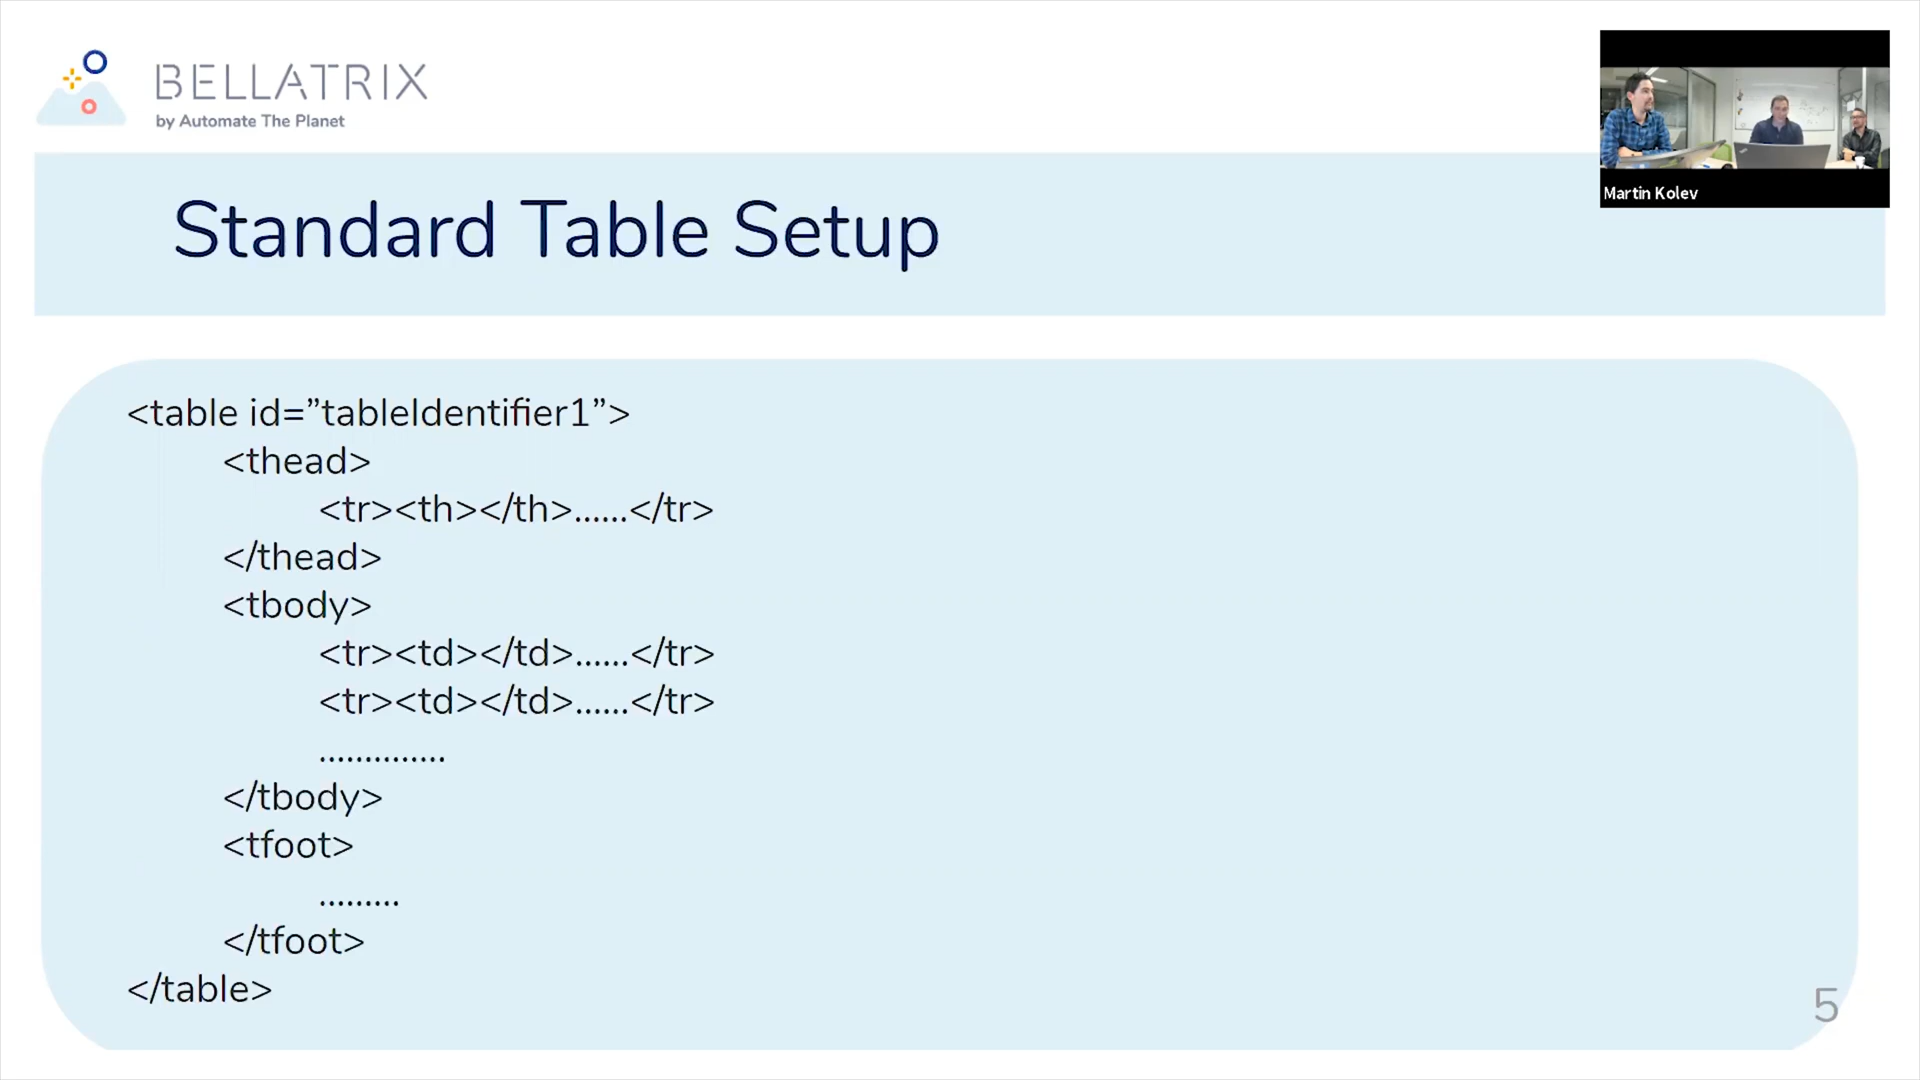 BELLATRIX
by Automate The Planet
Martin Kolev
Standard Table Setup
<table id=”tableIdentifier1”>
<thead>
<tr><th></th>......</tr>
</thead>
<tbody>
<tr><td></td>......</tr>
<tr><td></td>......</tr>
..............
</tbody>
<tfoot>
.........
</tfoot>
</table>
5